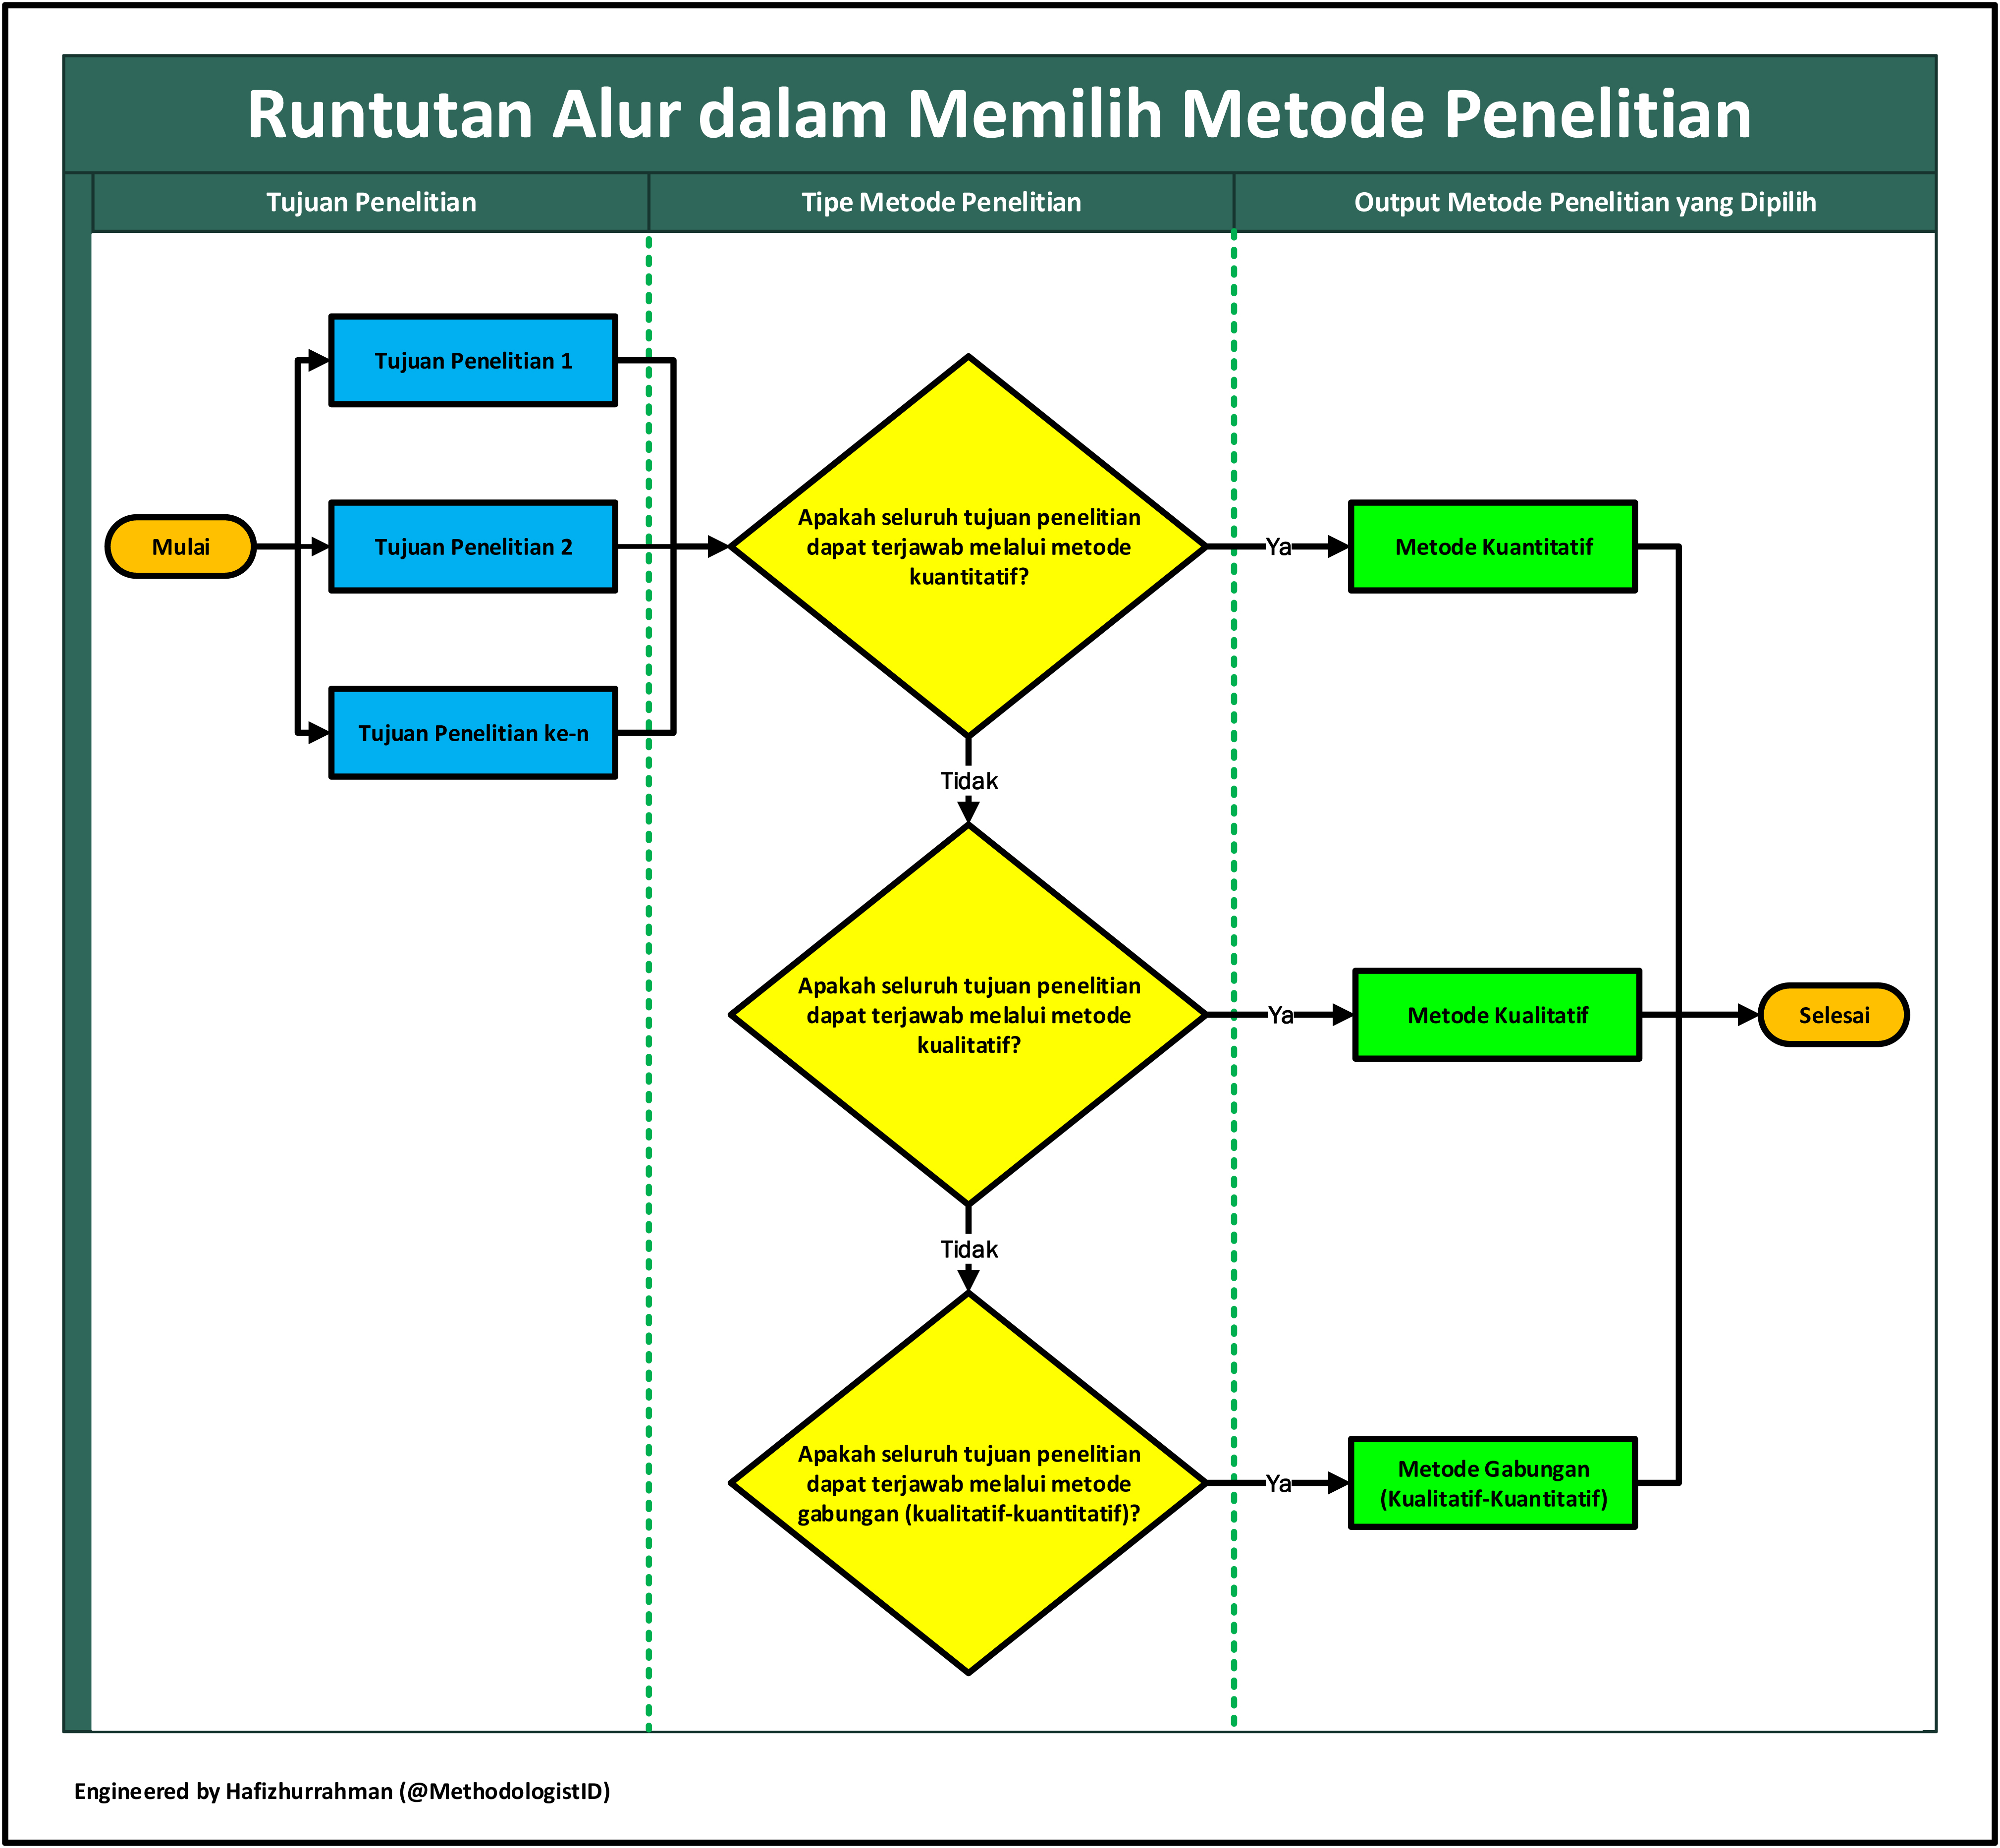 Runtutan Alur dalam Memilih Metode Penelitian
Tujuan Penelitian
Tipe Metode Penelitian
Output Metode Penelitian yang Dipilih
Mulai
Tujuan Penelitian 1
Tujuan Penelitian 2
Tujuan Penelitian ke-n
Apakah seluruh tujuan penelitian
dapat terjawab melalui metode
kuantitatif?
Ya
Metode Kuantitatif
Tidak
Apakah seluruh tujuan penelitian
dapat terjawab melalui metode
kualitatif?
Ya
Metode Kualitatif
Selesai
Tidak
Apakah seluruh tujuan penelitian
dapat terjawab melalui metode
gabungan (kualitatif-kuantitatif)?
Ya
Metode Gabungan
(Kualitatif-Kuantitatif)
Engineered by Hafizhurrahman (@MethodologistID)